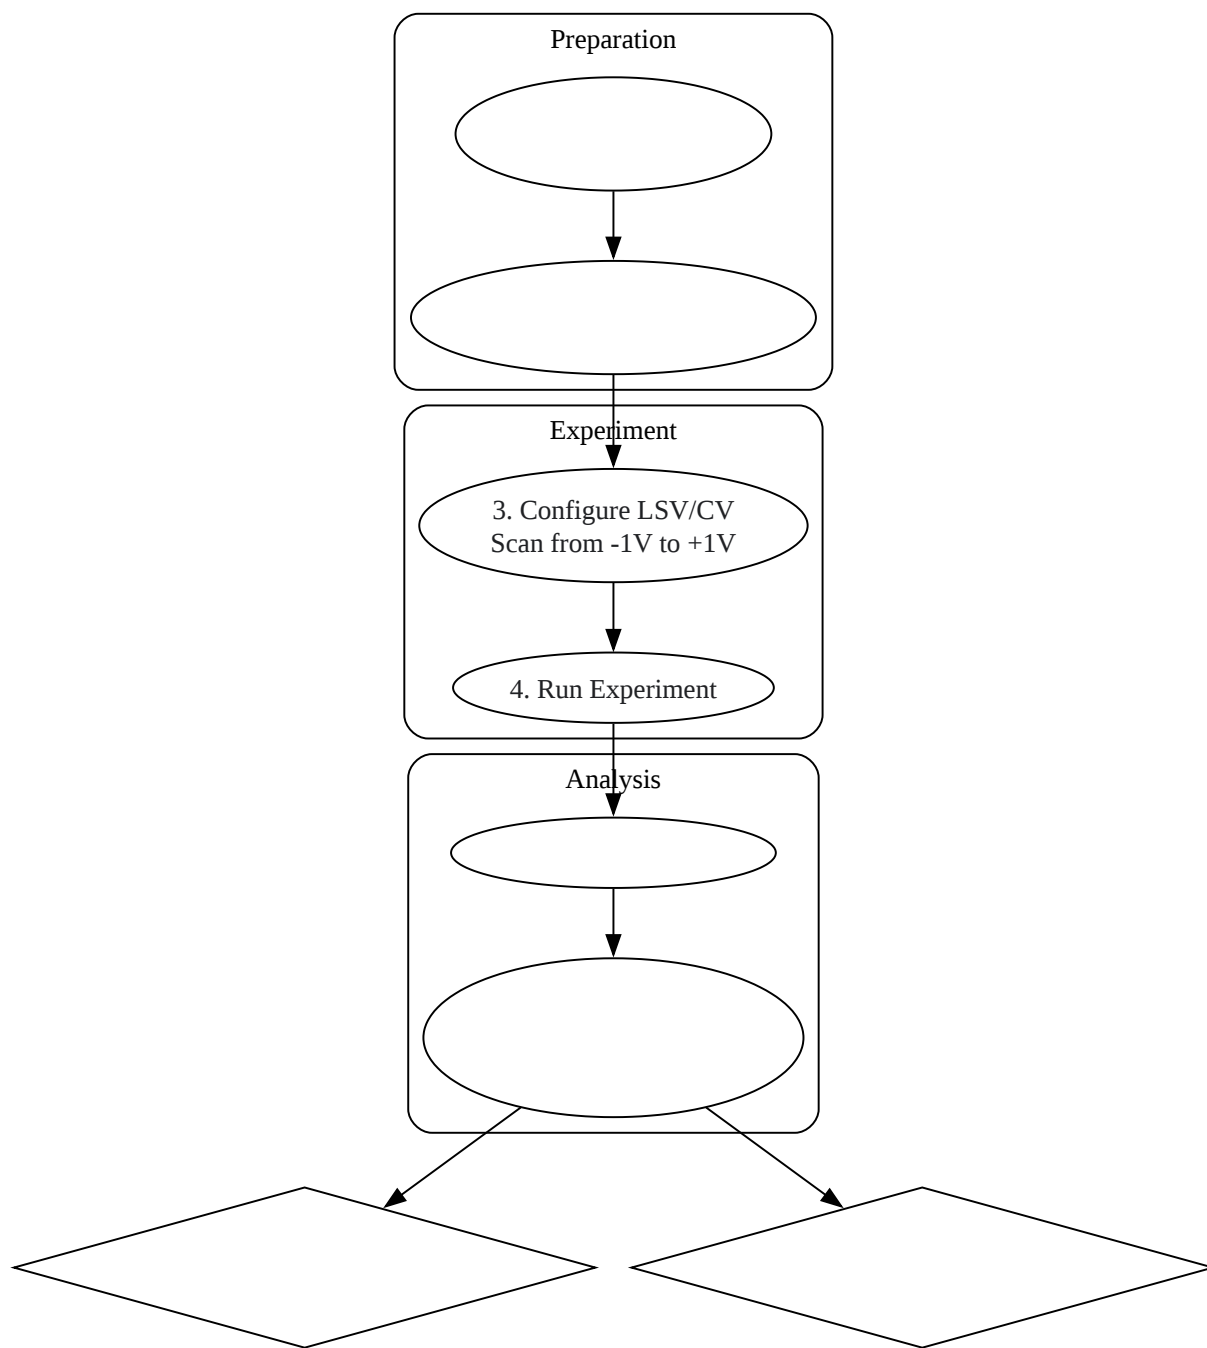 Preparation
Experiment
3. Configure LSV/CV
Scan from -1V to +1V
4. Run Experiment
Analysis